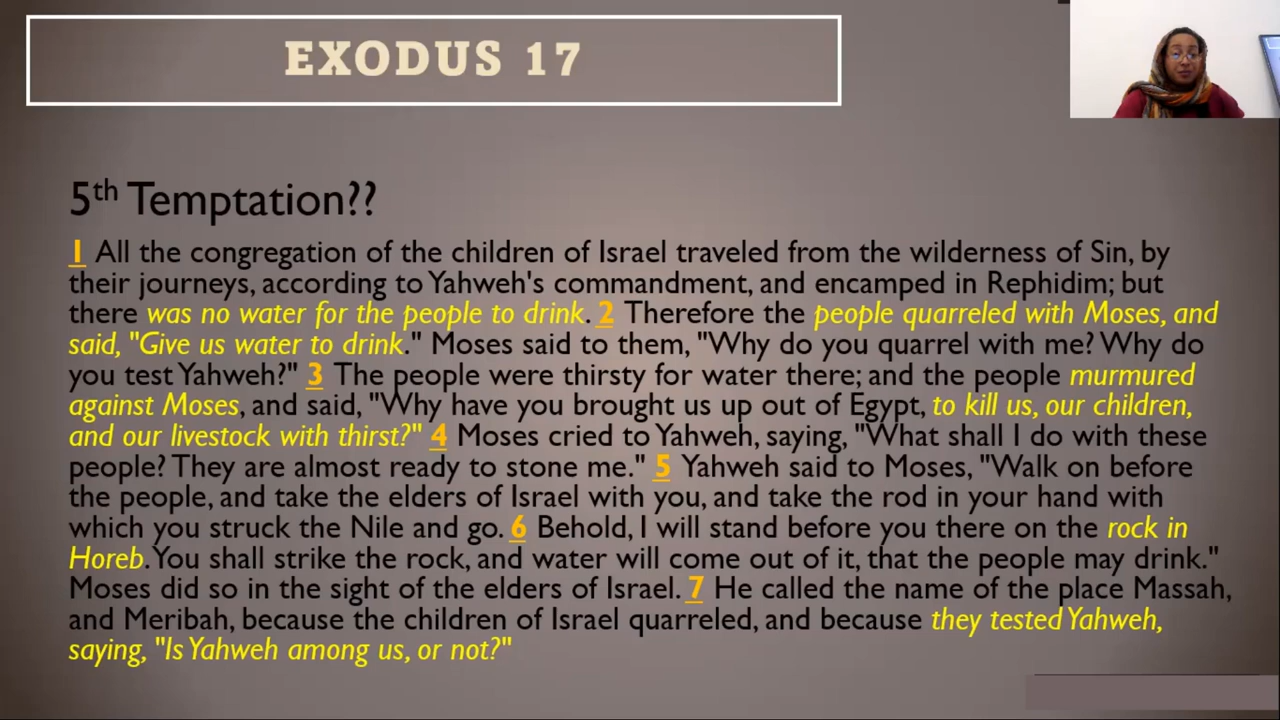 EXODUS 17
5th Temptation??
1 All the congregation of the children of Israel traveled from the wilderness of Sin, by
their journeys, according to Yahweh's commandment, and encamped in Rephidim; but
there was no water for the people to drink. 2 Therefore the people quarreled with Moses, and
said, "Give us water to drink." Moses said to them, "Why do you quarrel with me? Why do
you test Yahweh?" 3 The people were thirsty for water there; and the people murmured
against Moses, and said, "Why have you brought us up out of Egypt, to kill us, our children,
and our livestock with thirst?" 4 Moses cried to Yahweh, saying, "What shall I do with these
people? They are almost ready to stone me." 5 Yahweh said to Moses, "Walk on before
the people, and take the elders of Israel with you, and take the rod in your hand with
which you struck the Nile and go. 6 Behold, I will stand before you there on the rock in
Horeb. You shall strike the rock, and water will come out of it, that the people may drink."
Moses did so in the sight of the elders of Israel. 7 He called the name of the place Massah,
and Meribah, because the children of Israel quarreled, and because they tested Yahweh,
saying, "Is Yahweh among us, or not?"